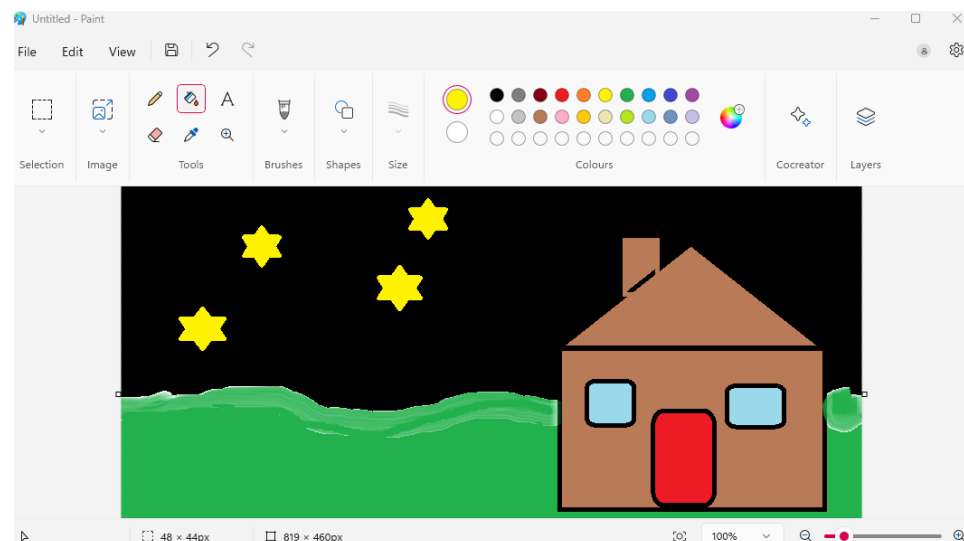 Untitled - Paint
File Edit View
A
Selection Image Tools Brushes Shapes Size Colours Cocreator Layers
48 × 44px 819 × 460px 100%